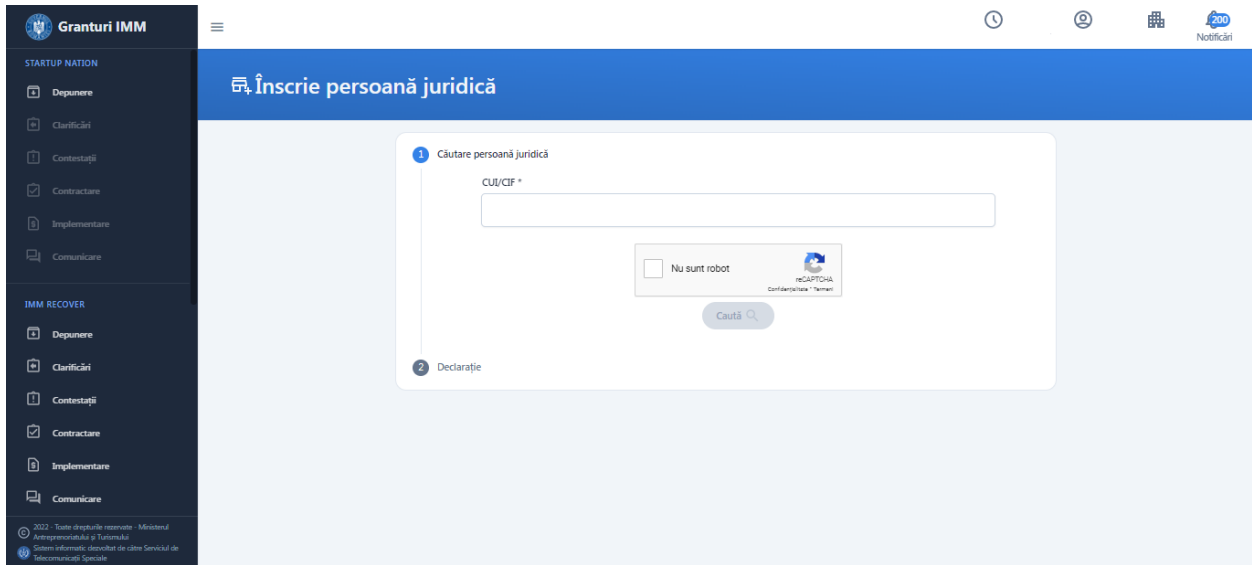 Granturi IMM
200
Notificări
STARTUP NATION
Depunere
Clarificări
Contestații
Contractare
Implementare
Comunicare
IMM RECOVER
Depunere
Clarificări
Contestații
Contractare
Implementare
Comunicare
2022 - Toate drepturile rezervate - Ministerul
Antreprenoriatului și Turismului
Sistem informatic dezvoltat de către Serviciul de
Telecomunicații Speciale
Înscrie persoană juridică
1 Căutare persoană juridică
CUI/CIF *
Nu sunt robot
reCAPTCHA
Confidențialitate * Termeni
Caută
2 Declarație